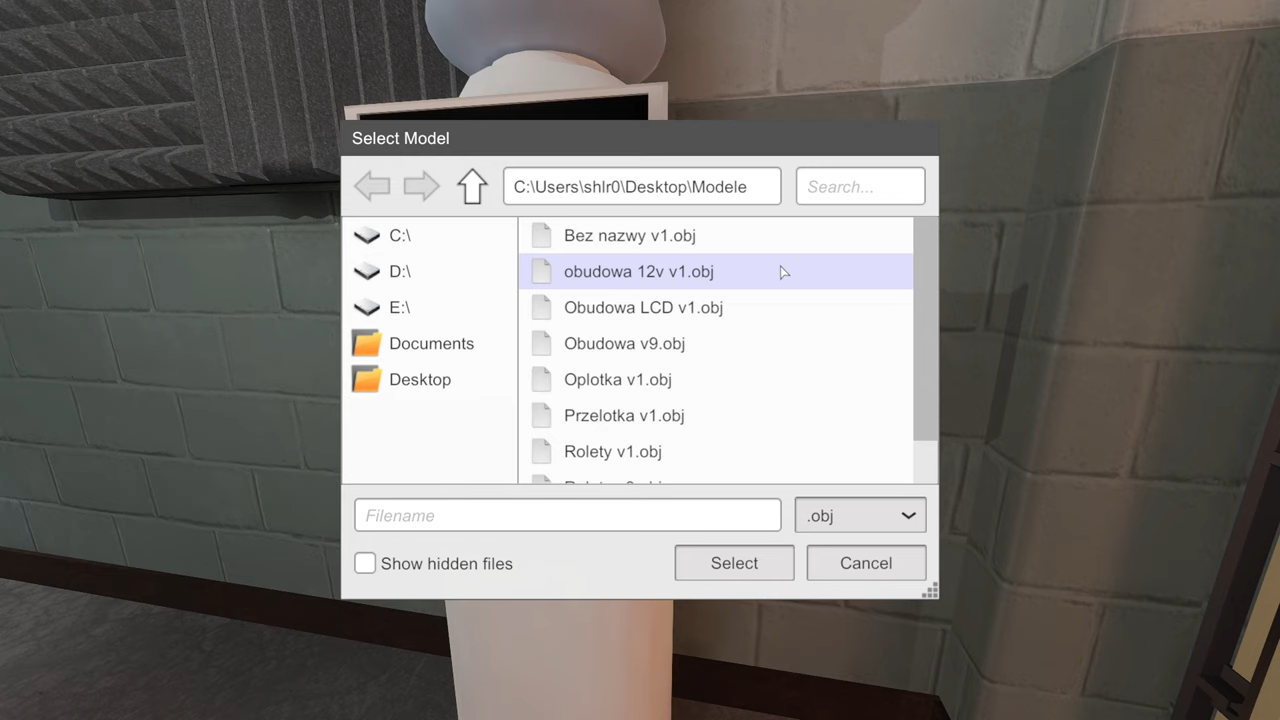 Select Model
C:\Users\shlr0\Desktop\Modele
Search...
C:\
D:\
E:\
Documents
Desktop
Bez nazwy v1.obj
obudowa 12v v1.obj
Obudowa LCD v1.obj
Obudowa v9.obj
Oplotka v1.obj
Przelotka v1.obj
Rolety v1.obj
Filename
.obj
Show hidden files
Select
Cancel